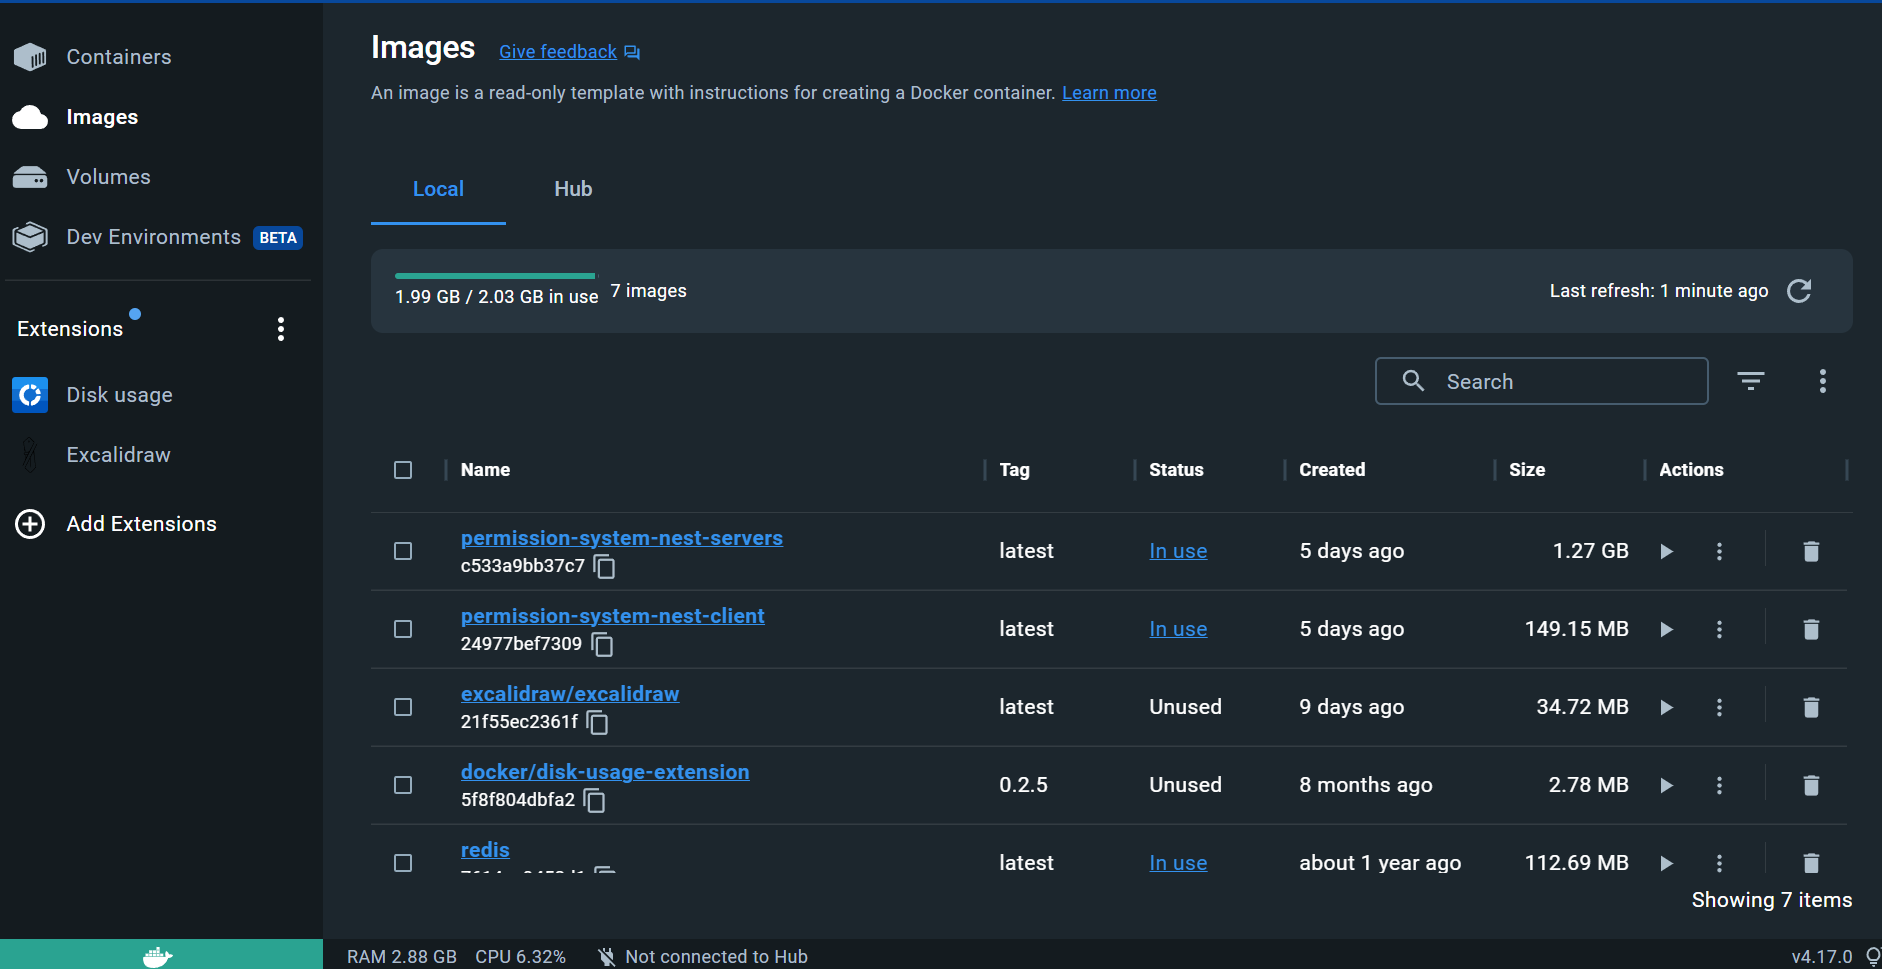 Containers
Images
Volumes
Dev Environments BETA
Extensions
Disk usage
Excalidraw
Add Extensions
Images Give feedback
An image is a read-only template with instructions for creating a Docker container. Learn more
Local Hub
1.99 GB / 2.03 GB in use 7 images Last refresh: 1 minute ago
Search
Name Tag Status Created Size Actions
permission-system-nest-servers
c533a9bb37c7
latest In use 5 days ago 1.27 GB
permission-system-nest-client
24977bef7309
latest In use 5 days ago 149.15 MB
excalidraw/excalidraw
21f55ec2361f
latest Unused 9 days ago 34.72 MB
docker/disk-usage-extension
5f8f804dbfa2
0.2.5 Unused 8 months ago 2.78 MB
redis
latest In use about 1 year ago 112.69 MB
Showing 7 items
RAM 2.88 GB CPU 6.32% Not connected to Hub v4.17.0